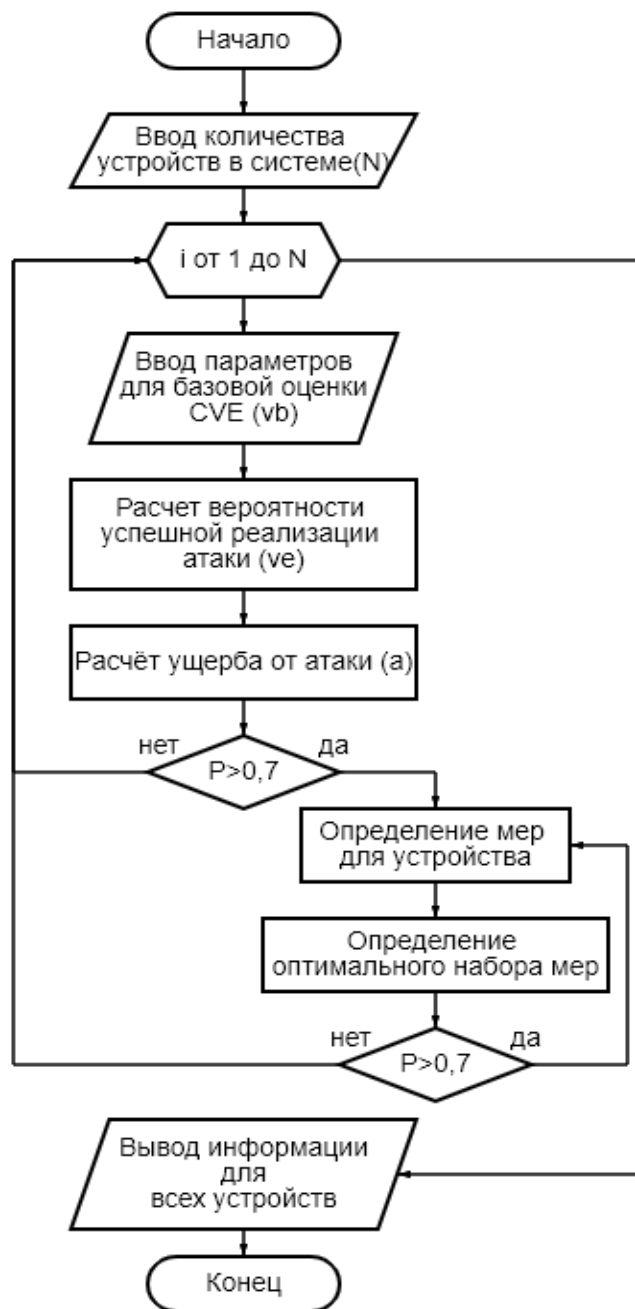 Начало
Ввод количества
устройств в системе(N)
i от 1 до N
Ввод параметров
для базовой оценки
CVE (vb)
Расчет вероятности
успешной реализации
атаки (ve)
Расчёт ущерба от атаки (a)
нет
да
P>0,7
Определение мер
для устройства
Определение
оптимального набора мер
нет
да
P>0,7
Вывод информации
для
всех устройств
Конец